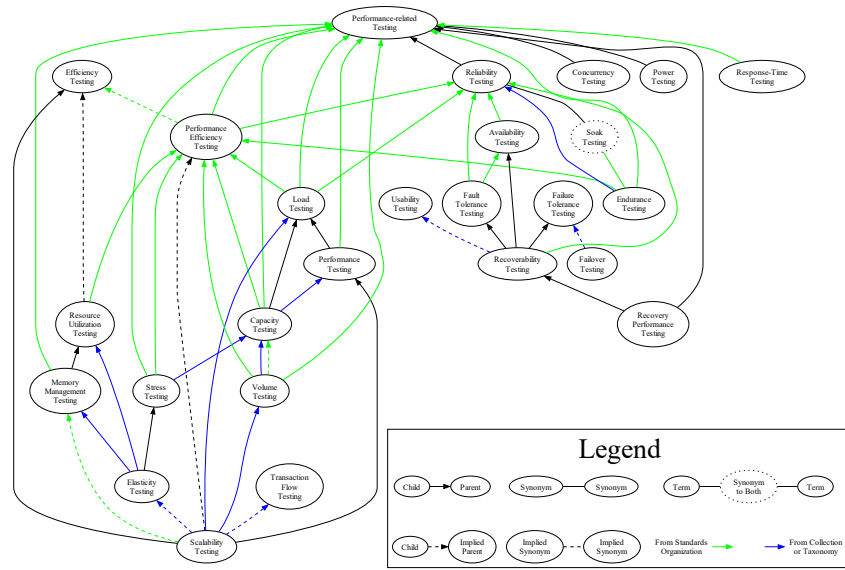 Performance-related
Testing
Efficiency
Testing
Reliability
Testing
Concurrency
Testing
Power
Testing
Response-Time
Testing
Performance
Efficiency
Testing
Availability
Testing
Soak
Testing
Load
Testing
Usability
Testing
Fault
Tolerance
Testing
Failure
Tolerance
Testing
Endurance
Testing
Performance
Testing
Recoverability
Testing
Failover
Testing
Resource
Utilization
Testing
Capacity
Testing
Recovery
Performance
Testing
Memory
Management
Testing
Stress
Testing
Volume
Testing
Elasticity
Testing
Transaction
Flow
Testing
Scalability
Testing
Legend
Child
Parent
Synonym
Synonym
Term
Synonym
to Both
Term
Child
Implied
Parent
Implied
Synonym
Implied
Synonym
From Standards
Organization
From Collection
or Taxonomy